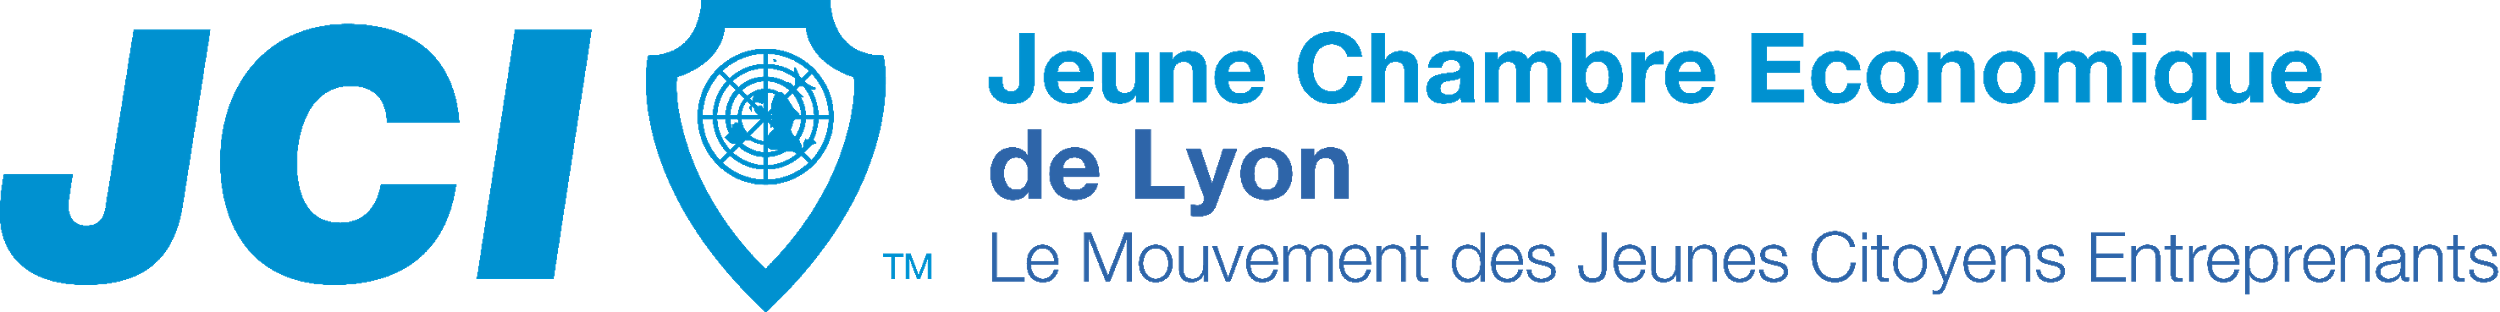 JCI
TM
Jeune Chambre Economique
de Lyon
Le Mouvement des Jeunes Citoyens Entreprenants